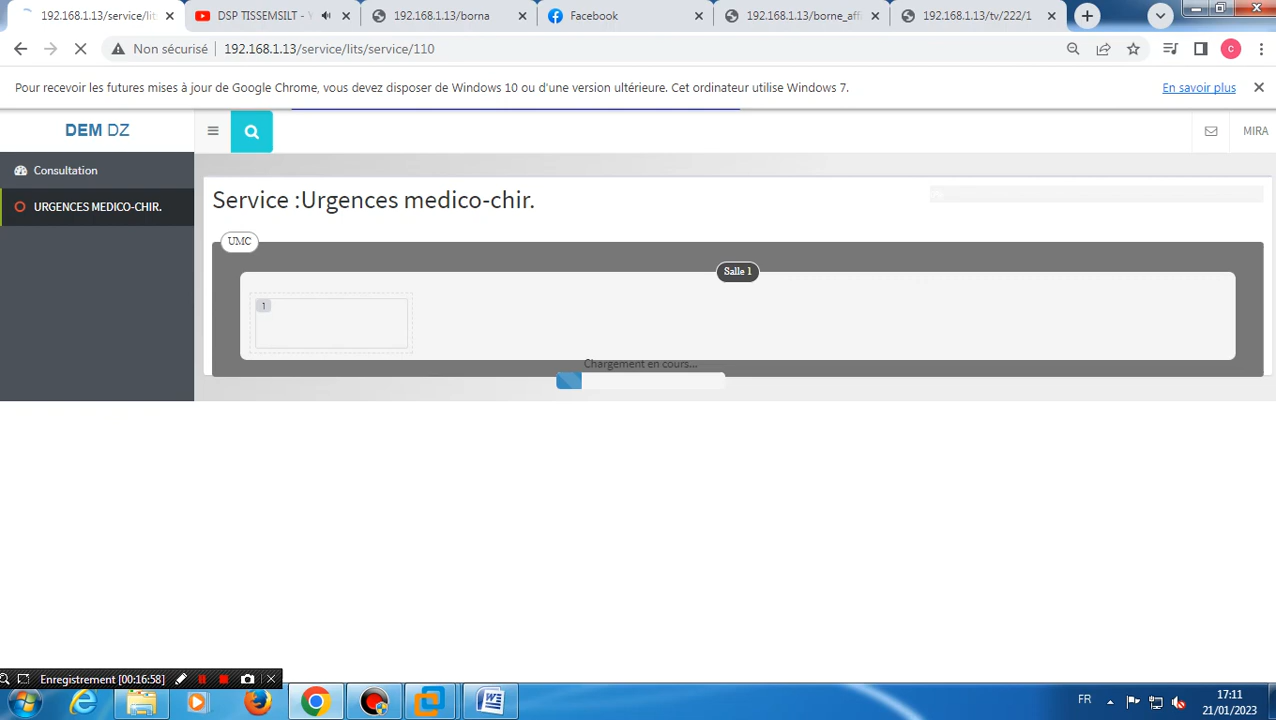 192.168.1.13/service/lits
DSP TISSEMSILT - Y
192.168.1.13/borna
Facebook
192.168.1.13/borne_aff
192.168.1.13/tv/222/1
Non sécurisé
192.168.1.13/service/lits/service/110
C
Pour recevoir les futures mises à jour de Google Chrome, vous devez disposer de Windows 10 ou d'une version ultérieure. Cet ordinateur utilise Windows 7.
En savoir plus
DEM DZ
MIRA
Consultation
URGENCES MEDICO-CHIR.
Service :Urgences medico-chir.
UMC
Salle 1
1
Chargement en cours...
Enregistrement [00:16:58]
FR
17:11
21/01/2023